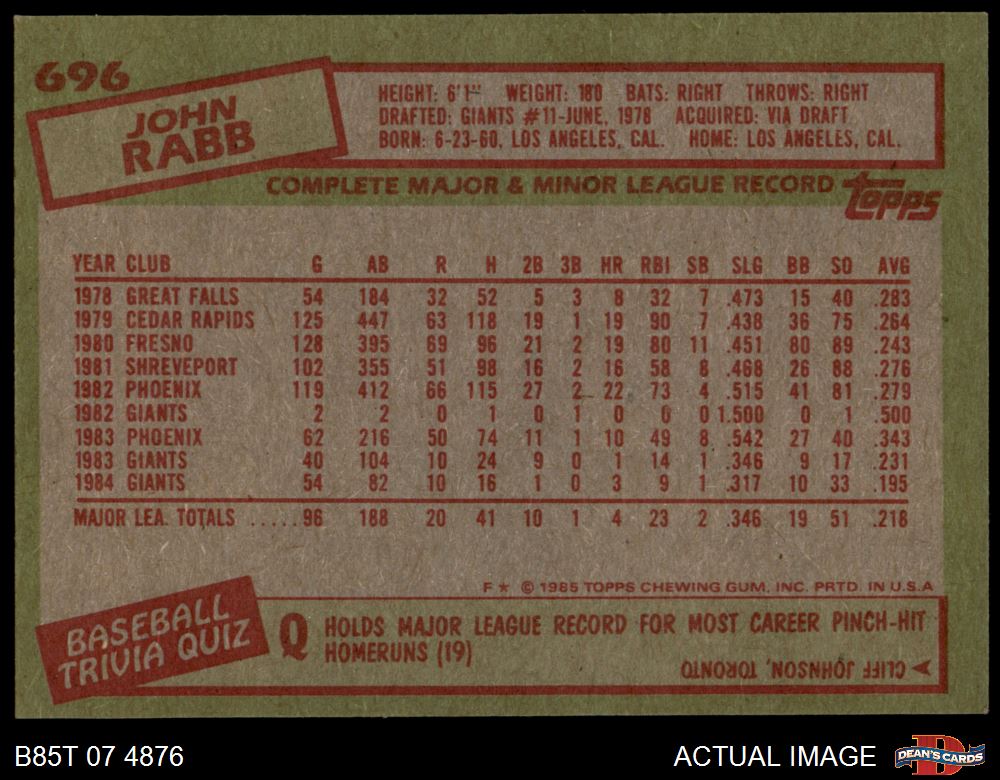 696
JOHN
RABB
HEIGHT: 6'1" WEIGHT: 180 BATS: RIGHT THROWS: RIGHT
DRAFTED: GIANTS #11-JUNE, 1978 ACQUIRED: VIA DRAFT
BORN: 6-23-60, LOS ANGELES, CAL. HOME: LOS ANGELES, CAL.
COMPLETE MAJOR & MINOR LEAGUE RECORD
topps
YEAR CLUB G AB R H 2B 3B HR RBI SB SLG BB SO AVG
1978 GREAT FALLS 54 184 32 52 5 3 8 32 7 .473 15 40 .283
1979 CEDAR RAPIDS 125 447 63 118 19 1 19 90 7 .438 36 75 .264
1980 FRESNO 128 395 69 96 21 2 19 80 11 .451 80 89 .243
1981 SHREVEPORT 102 355 51 98 16 2 16 58 8 .468 26 88 .276
1982 PHOENIX 119 412 66 115 27 2 22 73 4 .515 41 81 .279
1982 GIANTS 2 2 0 1 0 1 0 0 0 1.500 0 1 .500
1983 PHOENIX 62 216 50 74 11 1 10 49 8 .542 27 40 .343
1983 GIANTS 40 104 10 24 9 0 1 14 1 .346 9 17 .231
1984 GIANTS 54 82 10 16 1 0 3 9 1 .317 10 33 .195
MAJOR LEA. TOTALS .....96 188 20 41 10 1 4 23 2 .346 19 51 .218
F★ © 1985 TOPPS CHEWING GUM, INC. PRTD. IN U.S.A
BASEBALL
TRIVIA QUIZ
Q HOLDS MAJOR LEAGUE RECORD FOR MOST CAREER PINCH-HIT
HOMERUNS (19)
A CLIFF JOHNSON, TORONTO
B85T 07 4876
ACTUAL IMAGE
D
DEAN'S CARDS